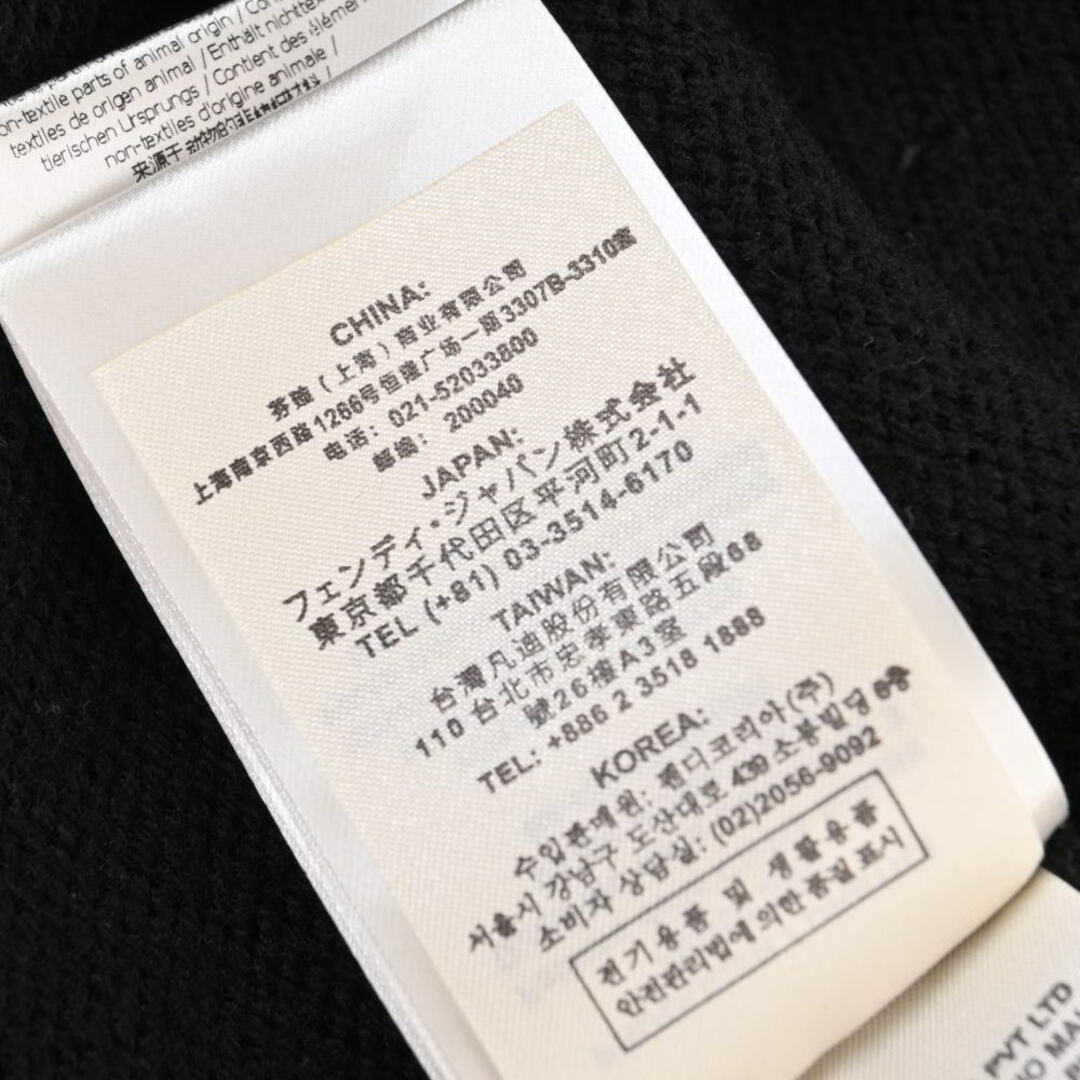 non-textile parts of animal origin / Con
textiles de origen animal / Enthält nichttex
tierischen Ursprungs / Contient des élémen
non-textiles d'origine animale /
来源于动物的非
CHINA:
芬迪（上海）商业有限公司
上海南京西路1266号恒隆广场一期3307B-3310室
电话: 021-52033800
邮编: 200040
JAPAN:
フェンディ・ジャパン株式会社
東京都千代田区平河町2-1-1
TEL (+81) 03-3514-6170
TAIWAN:
台灣凡迪股份有限公司
110 台北市忠孝東路五段68
號26樓A3室
TEL: +886 2 3518 1888
KOREA:
수입판매원: 펜디코리아(주)
서울시 강남구 도산대로 439 소봉빌딩 6층
소비자 상담실: (02)2056-9092
전기용품 및 생활용품
안전관리법에 의한 품질 표시
PVT LTD